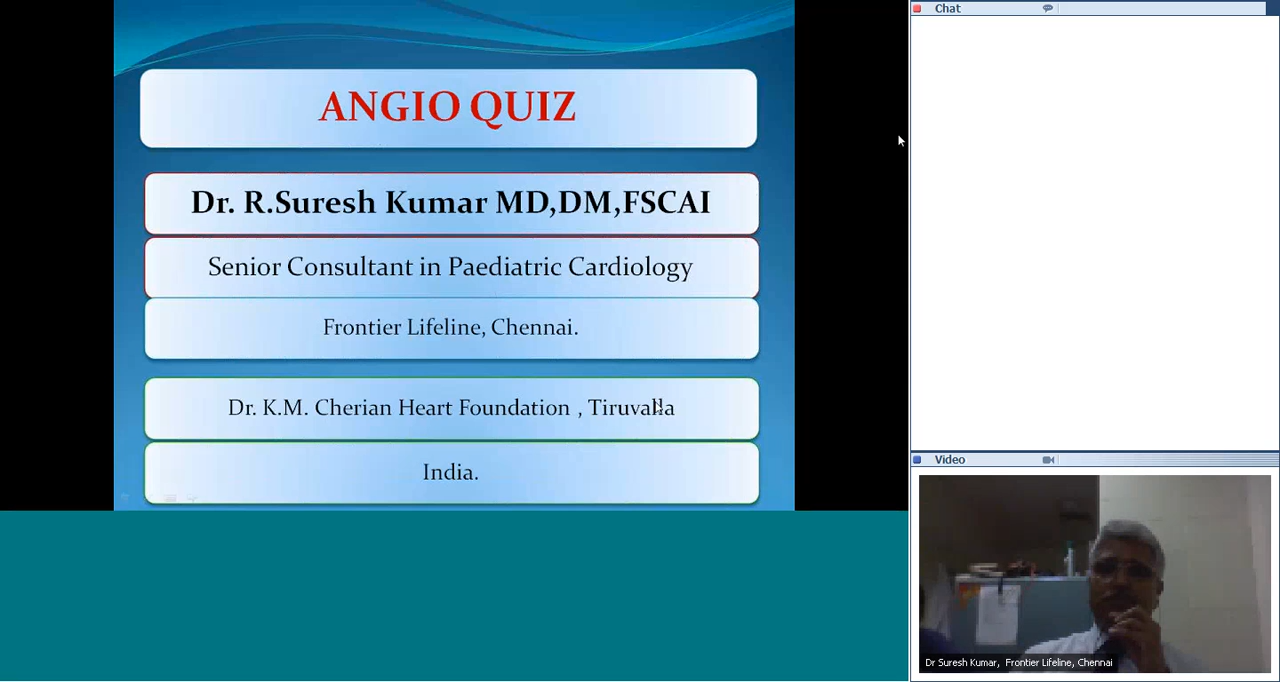 Chat
ANGIO QUIZ
Dr. R.Suresh Kumar MD,DM,FSCAI
Senior Consultant in Paediatric Cardiology
Frontier Lifeline, Chennai.
Dr. K.M. Cherian Heart Foundation , Tiruvalla
India.
Video
Dr Suresh Kumar, Frontier Lifeline, Chennai